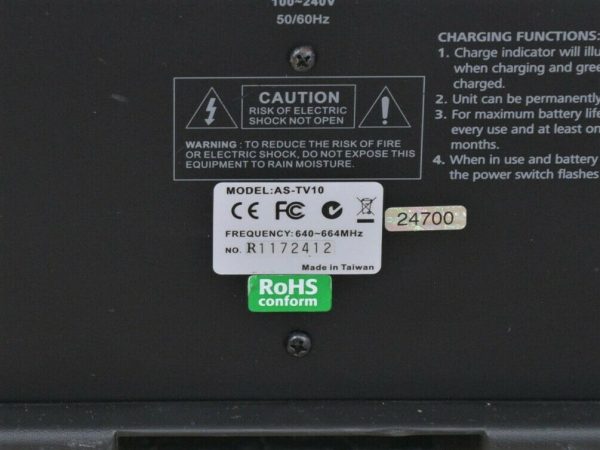 100~240V
50/60Hz
CHARGING FUNCTIONS:
1. Charge indicator will
when charging and
charged.
2. Unit can be permanently
3. For maximum battery
every use and at least
months.
4. When in use and battery
the power switch flashes
CAUTION
RISK OF ELECTRIC
SHOCK NOT OPEN
WARNING : TO REDUCE THE RISK OF FIRE
OR ELECTRIC SHOCK, DO NOT EXPOSE THIS
EQUIPMENT TO RAIN MOISTURE.
MODEL:AS-TV10
CE FC
FREQUENCY: 640~664MHz
NO. R1172412
Made in Taiwan
24700
RoHS
conform